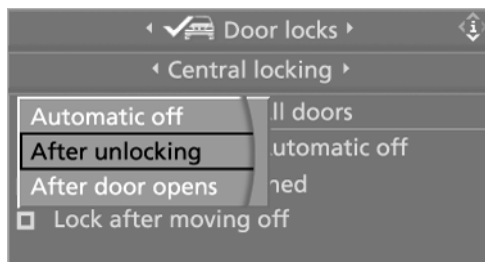 Door locks
Central locking
Automatic off
ll doors
After unlocking
utomatic off
After door opens
ned
Lock after moving off